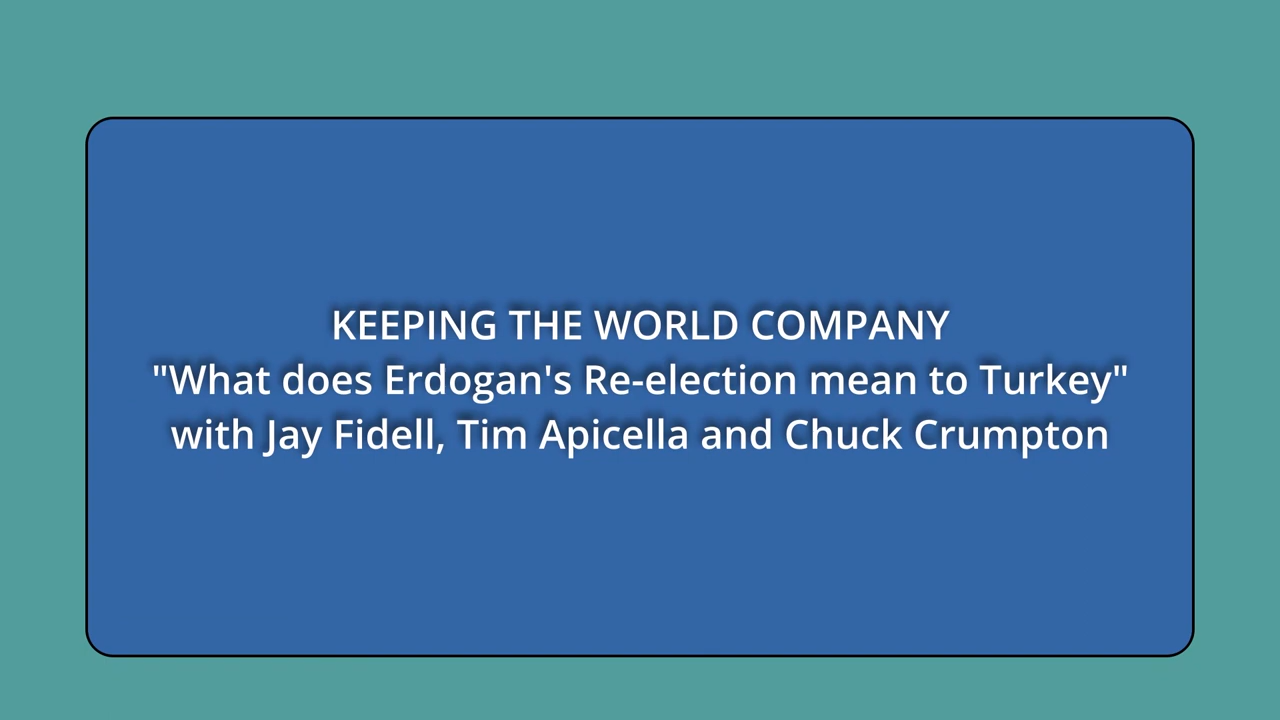 KEEPING THE WORLD COMPANY
"What does Erdogan's Re-election mean to Turkey"
with Jay Fidell, Tim Apicella and Chuck Crumpton